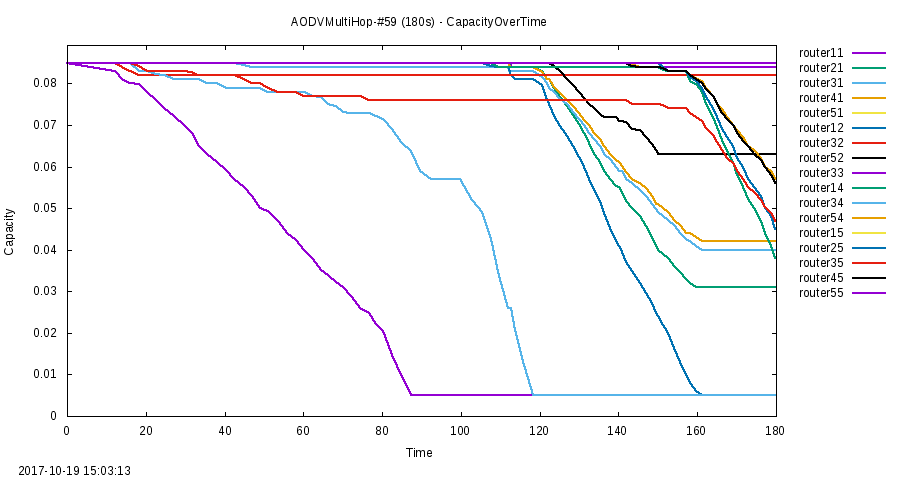 AODVMultiHop-#59 (180s) - CapacityOverTime
router11
router21
router31
router41
router51
router12
router32
router52
router33
router14
router34
router54
router15
router25
router35
router45
router55
0.08
0.07
0.06
0.05
0.04
0.03
0.02
0.01
0
Capacity
0 20 40 60 80 100 120 140 160 180
Time
2017-10-19 15:03:13